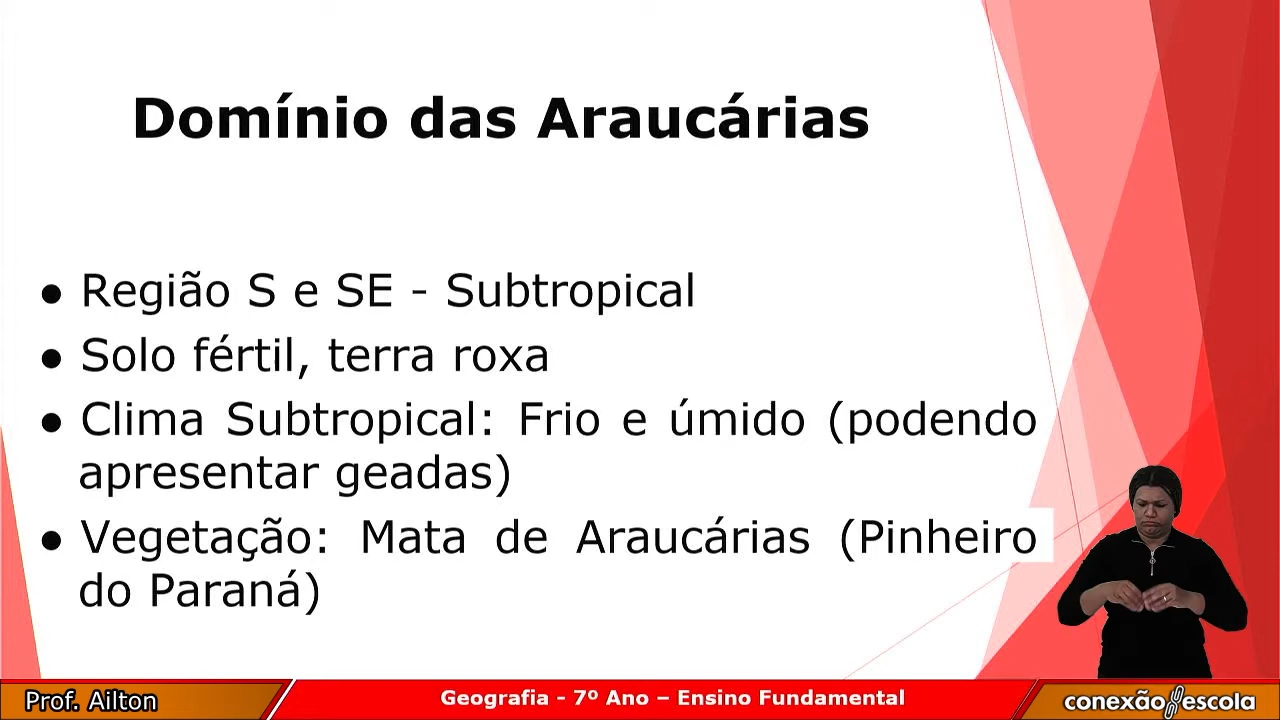 Domínio das Araucárias
● Região S e SE - Subtropical
● Solo fértil, terra roxa
● Clima Subtropical: Frio e úmido (podendo
apresentar geadas)
● Vegetação: Mata de Araucárias (Pinheiro
do Paraná)
Prof. Ailton
Geografia - 7º Ano – Ensino Fundamental
conexão escola